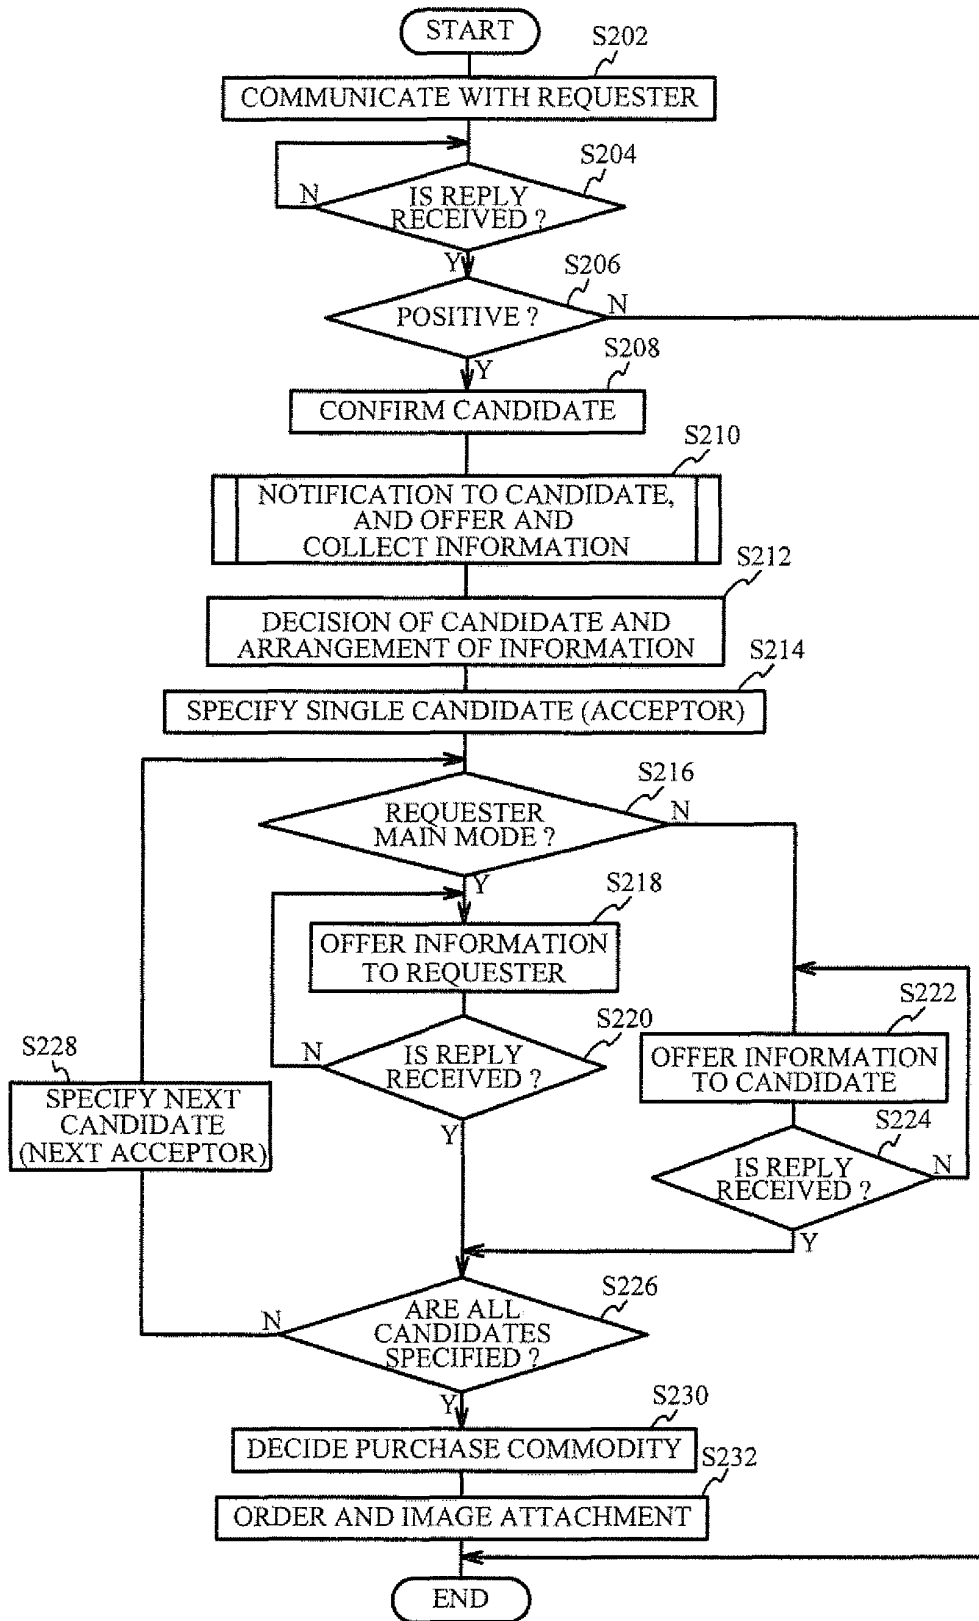 START
S202
COMMUNICATE WITH REQUESTER
S204
N
IS REPLY
RECEIVED ?
Y
S206
POSITIVE ?
N
Y
S208
CONFIRM CANDIDATE
S210
NOTIFICATION TO CANDIDATE,
AND OFFER AND
COLLECT INFORMATION
S212
DECISION OF CANDIDATE AND
ARRANGEMENT OF INFORMATION
S214
SPECIFY SINGLE CANDIDATE (ACCEPTOR)
S216
REQUESTER
MAIN MODE ?
N
Y
S218
OFFER INFORMATION
TO REQUESTER
S220
N
IS REPLY
RECEIVED ?
Y
S222
OFFER INFORMATION
TO CANDIDATE
S224
IS REPLY
RECEIVED ?
N
Y
S228
SPECIFY NEXT
CANDIDATE
(NEXT ACCEPTOR)
S226
N
ARE ALL
CANDIDATES
SPECIFIED ?
Y
S230
DECIDE PURCHASE COMMODITY
S232
ORDER AND IMAGE ATTACHMENT
END